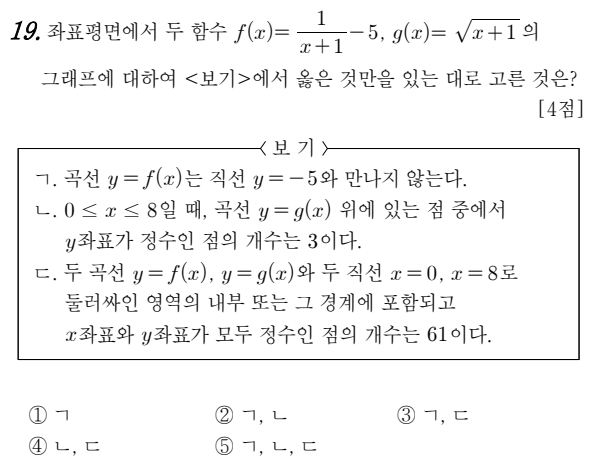 19. 좌표평면에서 두 함수 f(x)= 1/(x+1) −5, g(x)= √(x+1) 의
그래프에 대하여 <보기>에서 옳은 것만을 있는 대로 고른 것은?
[4점]
〈 보 기 〉
ㄱ. 곡선 y=f(x)는 직선 y=−5와 만나지 않는다.
ㄴ. 0 ≤ x ≤ 8일 때, 곡선 y=g(x) 위에 있는 점 중에서
y좌표가 정수인 점의 개수는 3이다.
ㄷ. 두 곡선 y=f(x), y=g(x)와 두 직선 x=0, x=8로
둘러싸인 영역의 내부 또는 그 경계에 포함되고
x좌표와 y좌표가 모두 정수인 점의 개수는 61이다.
① ㄱ ② ㄱ, ㄴ ③ ㄱ, ㄷ
④ ㄴ, ㄷ ⑤ ㄱ, ㄴ, ㄷ